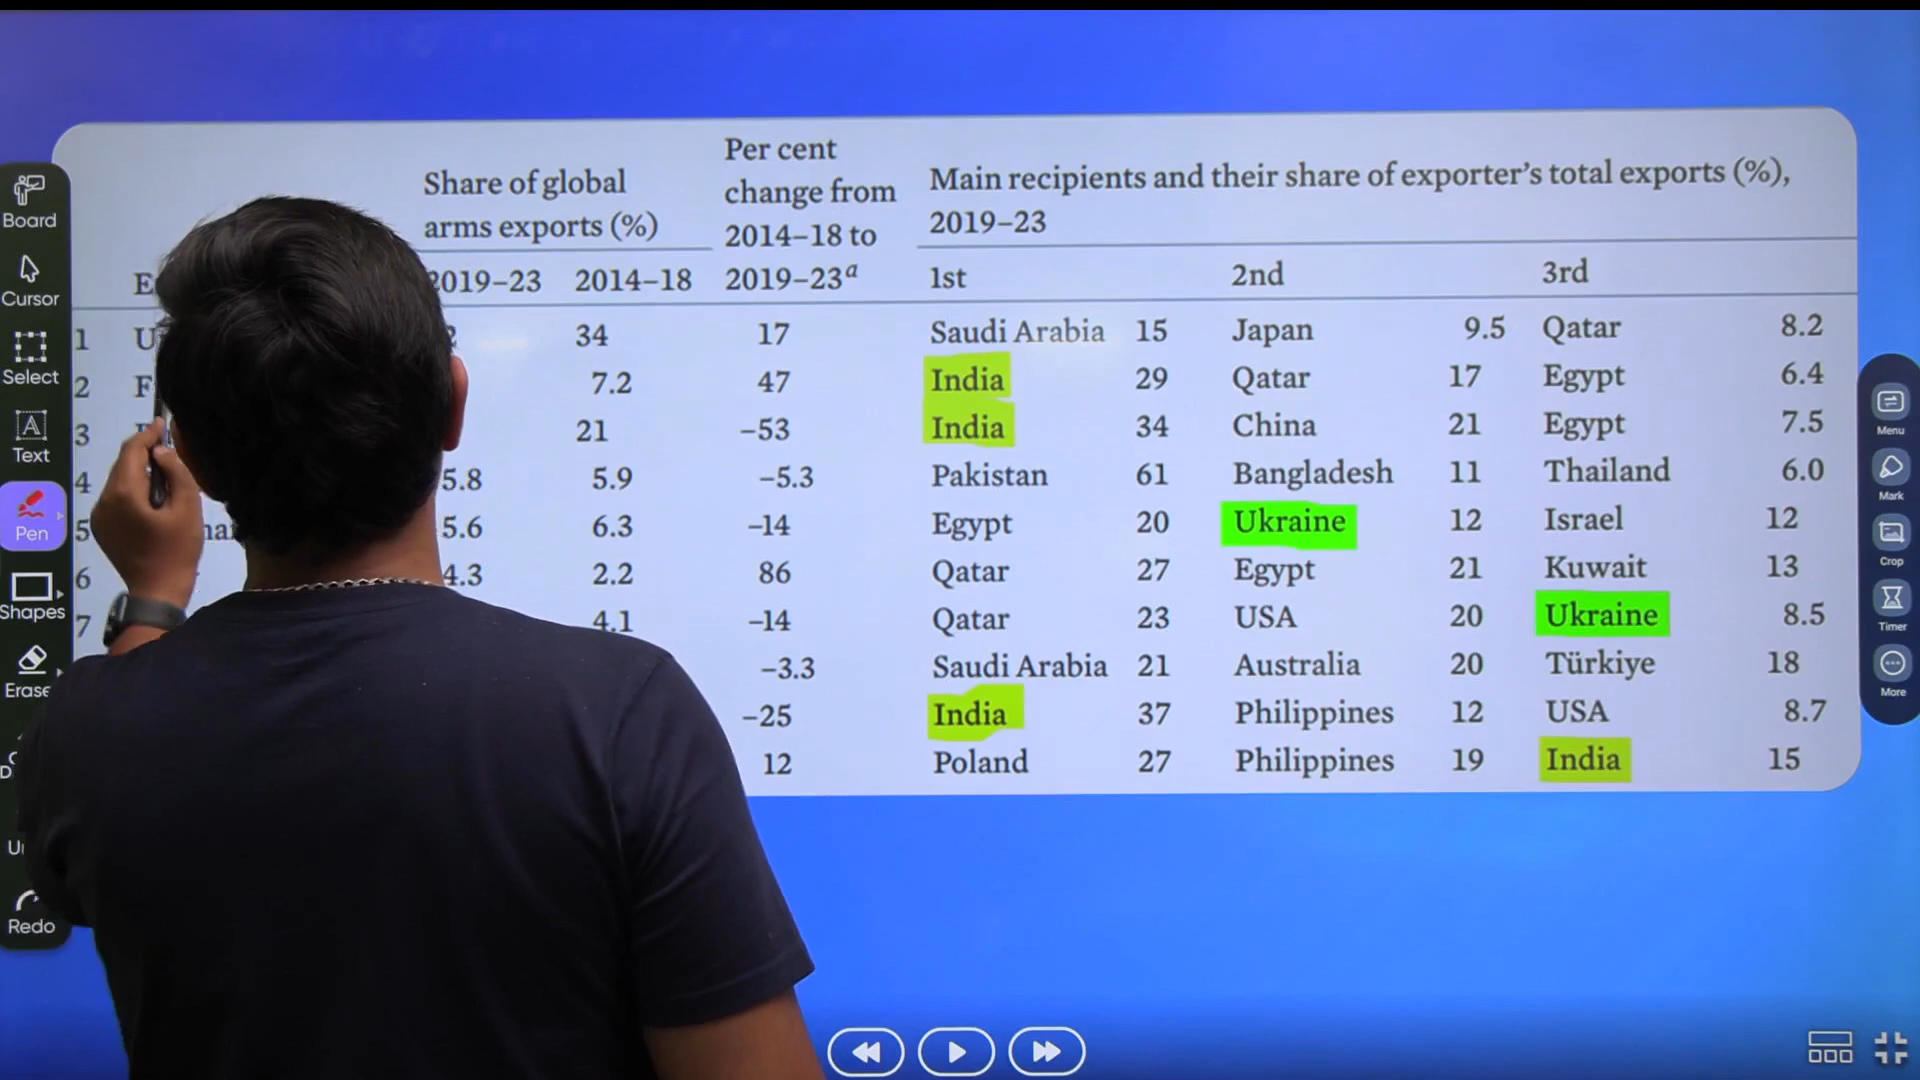 Share of global
arms exports (%)
Per cent
change from
2014–18 to
2019–23a
Main recipients and their share of exporter's total exports (%),
2019–23
2019–23 2014–18
1st 2nd 3rd
1 34 17 Saudi Arabia 15 Japan 9.5 Qatar 8.2
2 7.2 47 India 29 Qatar 17 Egypt 6.4
3 21 –53 India 34 China 21 Egypt 7.5
4 5.8 5.9 –5.3 Pakistan 61 Bangladesh 11 Thailand 6.0
5 5.6 6.3 –14 Egypt 20 Ukraine 12 Israel 12
6 4.3 2.2 86 Qatar 27 Egypt 21 Kuwait 13
7 4.1 –14 Qatar 23 USA 20 Ukraine 8.5
–3.3 Saudi Arabia 21 Australia 20 Türkiye 18
–25 India 37 Philippines 12 USA 8.7
12 Poland 27 Philippines 19 India 15
Board
Cursor
Select
Text
Pen
Shapes
Redo
Menu
Mark
Crop
Timer
More